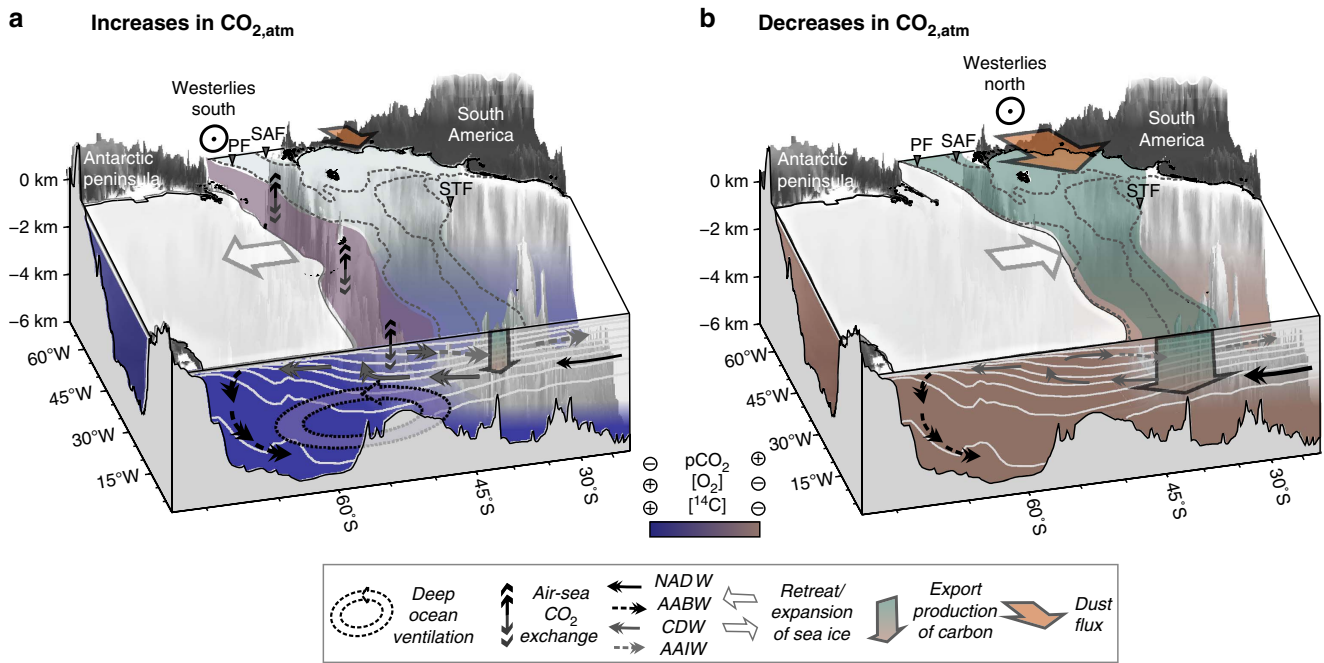 a
Increases in CO2,atm
Westerlies
south
PF
SAF
South
America
Antarctic
peninsula
STF
0 km
−2 km
−4 km
−6 km
60°W
45°W
30°W
15°W
60°S
45°S
30°S
b
Decreases in CO2,atm
Westerlies
north
PF
SAF
South
America
Antarctic
peninsula
STF
0 km
−2 km
−4 km
−6 km
60°W
45°W
30°W
15°W
60°S
45°S
30°S
⊖ pCO2 ⊕
⊕ [O2] ⊖
⊕ [14C] ⊖
Deep
ocean
ventilation
Air-sea
CO2
exchange
NADW
AABW
CDW
AAIW
Retreat/
expansion
of sea ice
Export
production
of carbon
Dust
flux